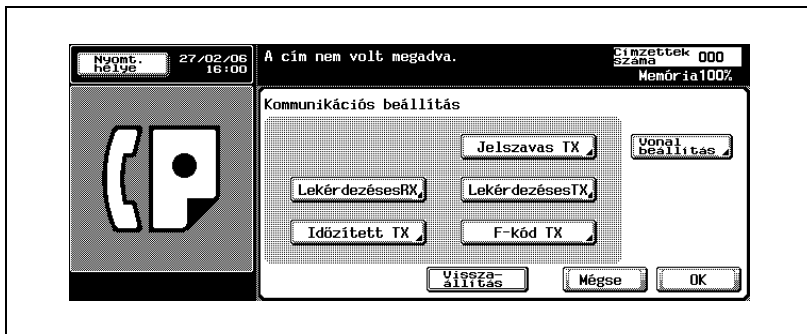 Nyomt.
hélye
27/02/06
16:00
A cím nem volt megadva.
Címzettek
száma
000
Memória100%
Kommunikációs beállítás
Jelszavas TX
Vonal
beállítás
LekérdezésesRX
LekérdezésesTX
Időzített TX
F-kód TX
Vissza-
állítás
Mégse
OK